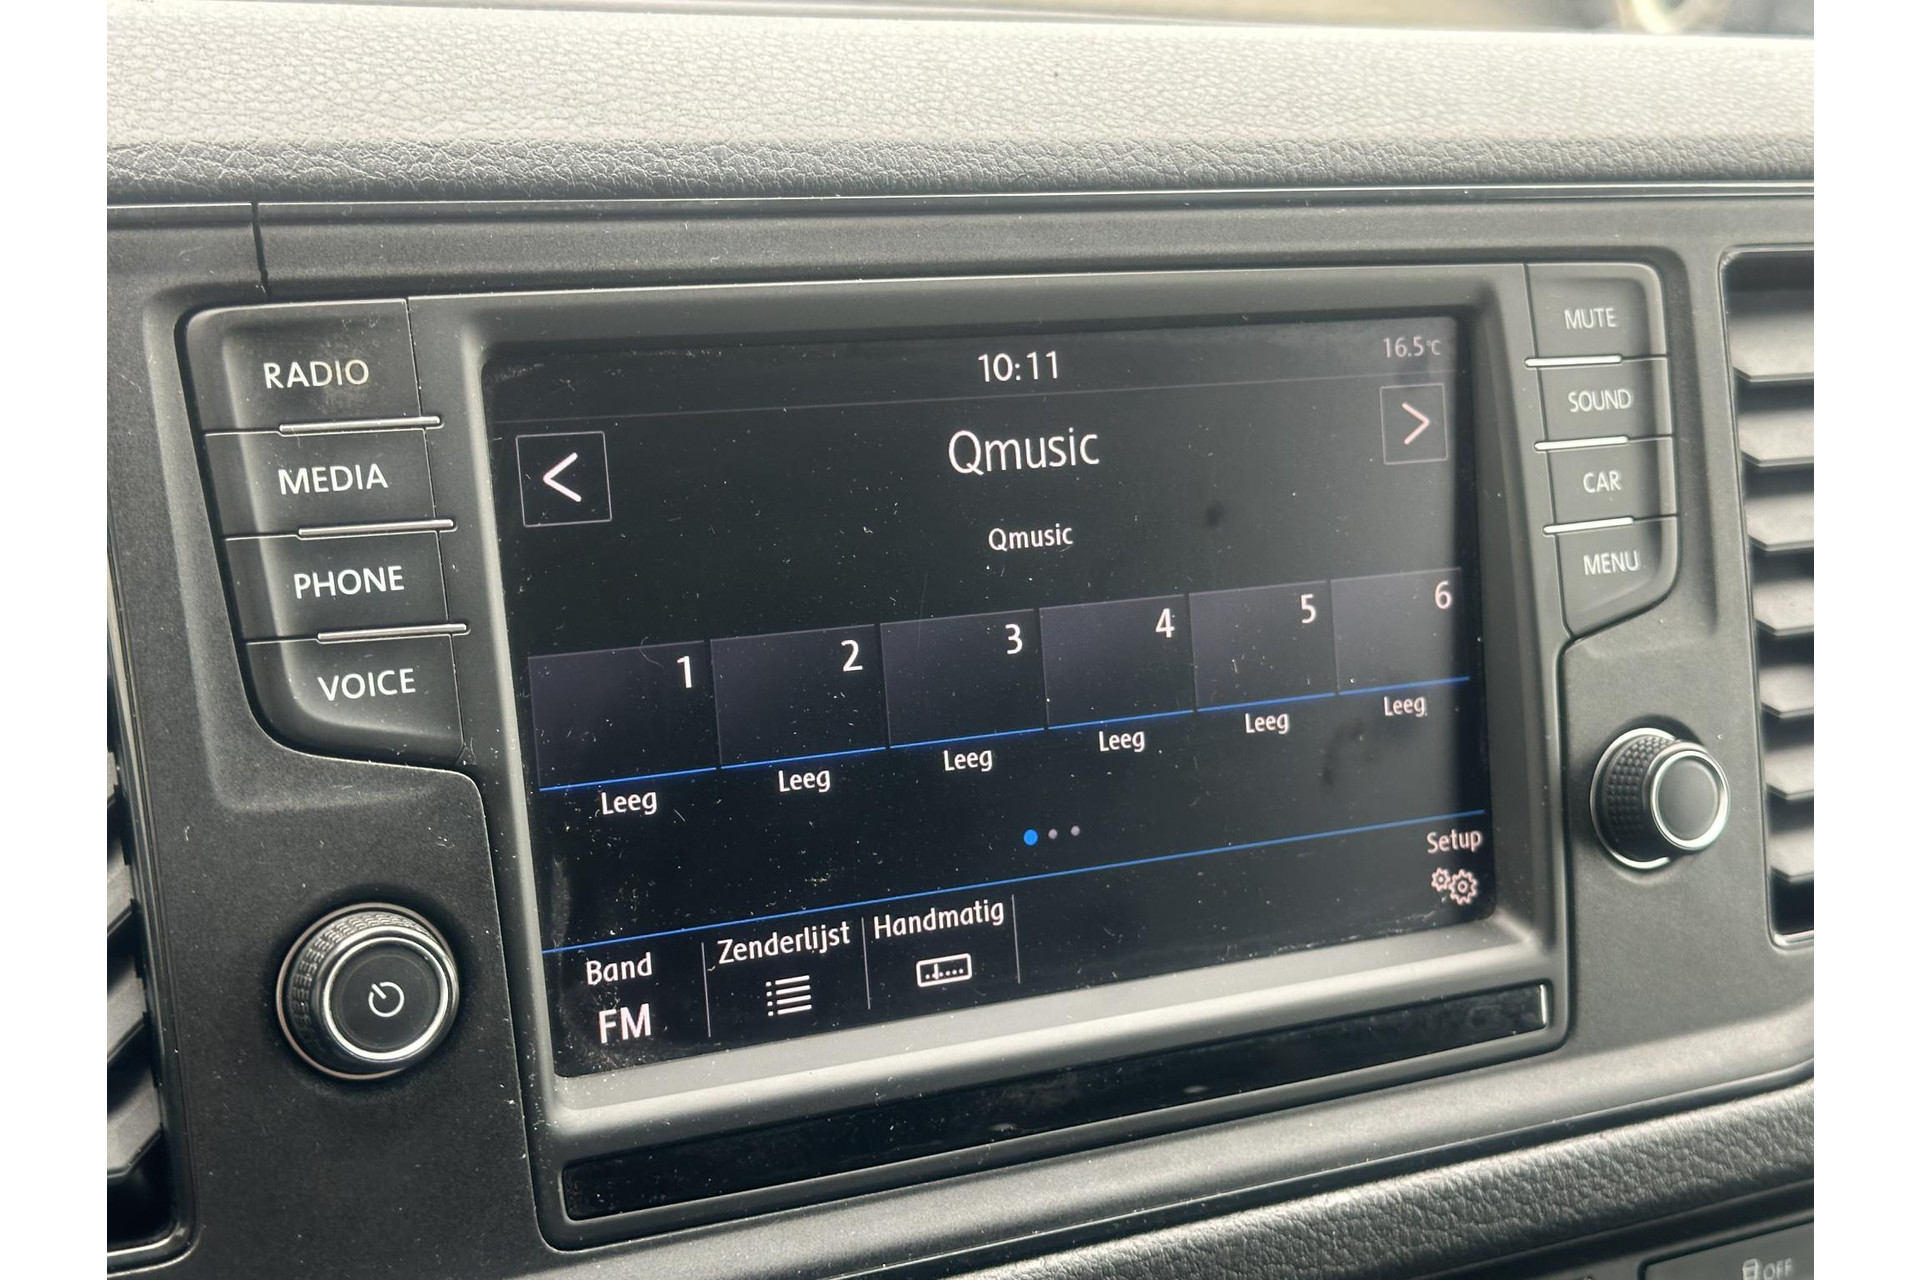 RADIO
MEDIA
PHONE
VOICE
10:11
16.5°C
<
Qmusic
>
Qmusic
1 2 3 4 5 6
Leeg Leeg Leeg Leeg Leeg Leeg
Setup
Band
FM
Zenderlijst
Handmatig
MUTE
SOUND
CAR
MENU
OFF